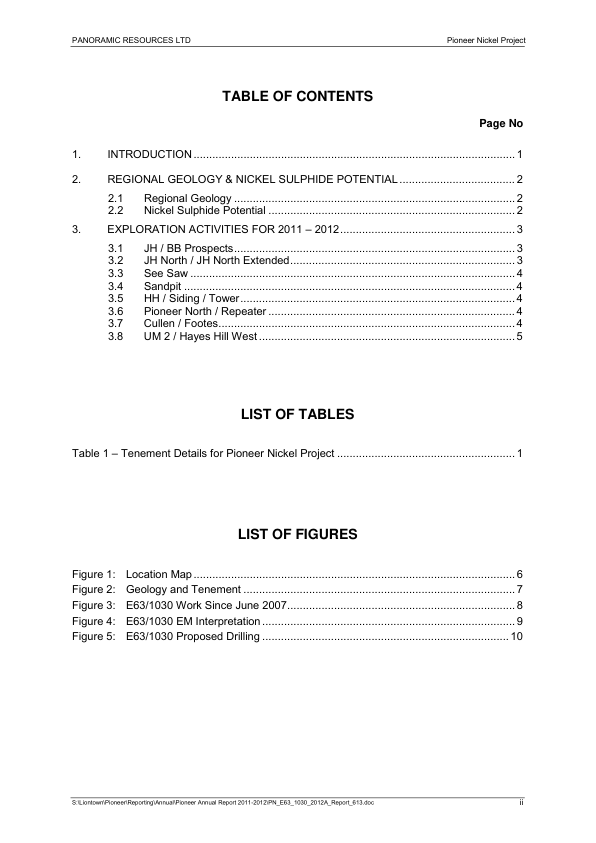 PANORAMIC RESOURCES LTD Pioneer Nickel Project
TABLE OF CONTENTS
Page No
1. INTRODUCTION ........................................................................................................ 1
2. REGIONAL GEOLOGY & NICKEL SULPHIDE POTENTIAL ...................................... 2
2.1 Regional Geology ........................................................................................... 2
2.2 Nickel Sulphide Potential ................................................................................ 2
3. EXPLORATION ACTIVITIES FOR 2011 – 2012......................................................... 3
3.1 JH / BB Prospects........................................................................................... 3
3.2 JH North / JH North Extended......................................................................... 3
3.3 See Saw ......................................................................................................... 4
3.4 Sandpit ........................................................................................................... 4
3.5 HH / Siding / Tower......................................................................................... 4
3.6 Pioneer North / Repeater ................................................................................ 4
3.7 Cullen / Footes................................................................................................ 4
3.8 UM 2 / Hayes Hill West ................................................................................... 5
LIST OF TABLES
Table 1 – Tenement Details for Pioneer Nickel Project ......................................................... 1
LIST OF FIGURES
Figure 1: Location Map ........................................................................................................ 6
Figure 2: Geology and Tenement ........................................................................................ 7
Figure 3: E63/1030 Work Since June 2007.......................................................................... 8
Figure 4: E63/1030 EM Interpretation .................................................................................. 9
Figure 5: E63/1030 Proposed Drilling ................................................................................ 10
S:\Liontown\Pioneer\Reporting\Annual\Pioneer Annual Report 2011-2012\PN_E63_1030_2012A_Report_613.doc ii